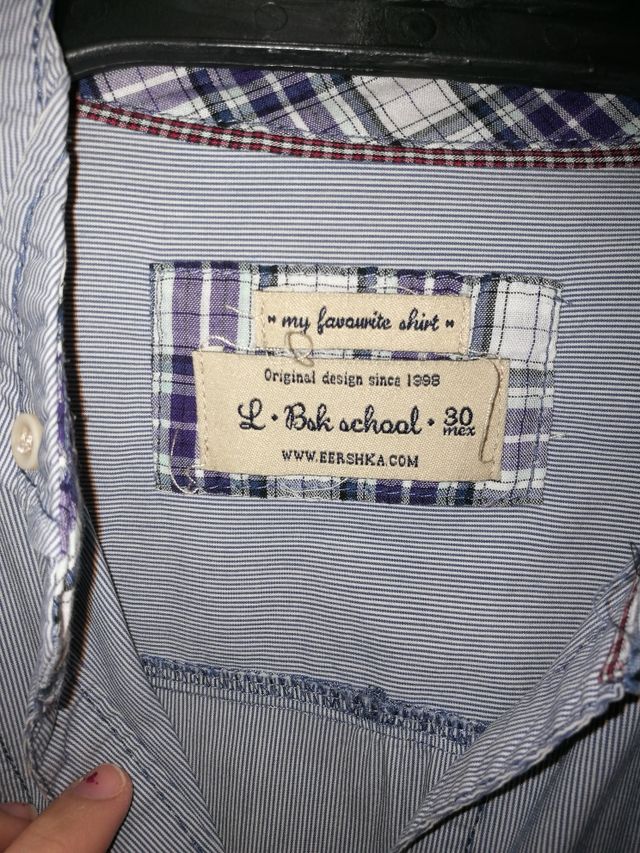 " my favourite shirt "
Original design since 1998
L · Bsk school · 30 mex
WWW.EERSHKA.COM